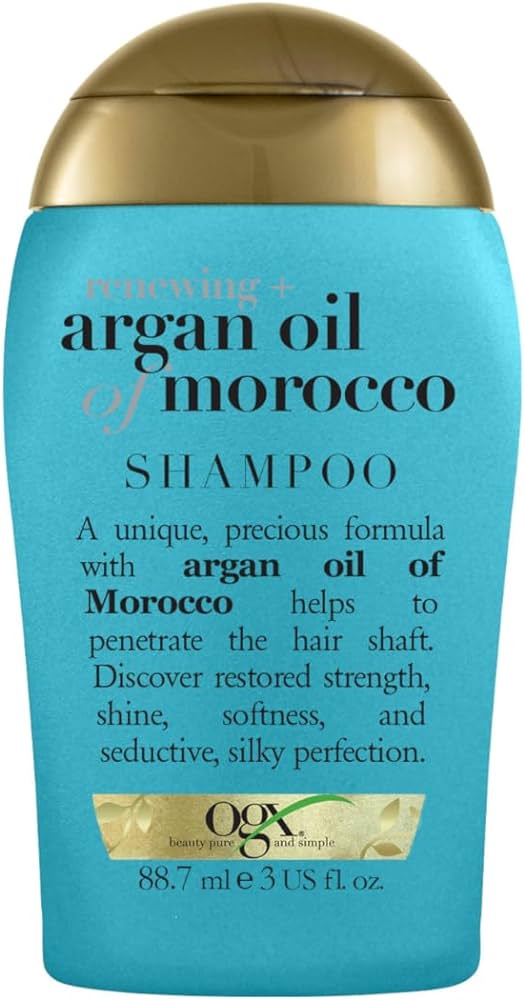 renewing +
argan oil
of morocco
SHAMPOO
A unique, precious formula
with argan oil of
Morocco helps to
penetrate the hair shaft.
Discover restored strength,
shine, softness, and
seductive, silky perfection.
ogx®
beauty pure and simple
88.7 ml e 3 US fl. oz.